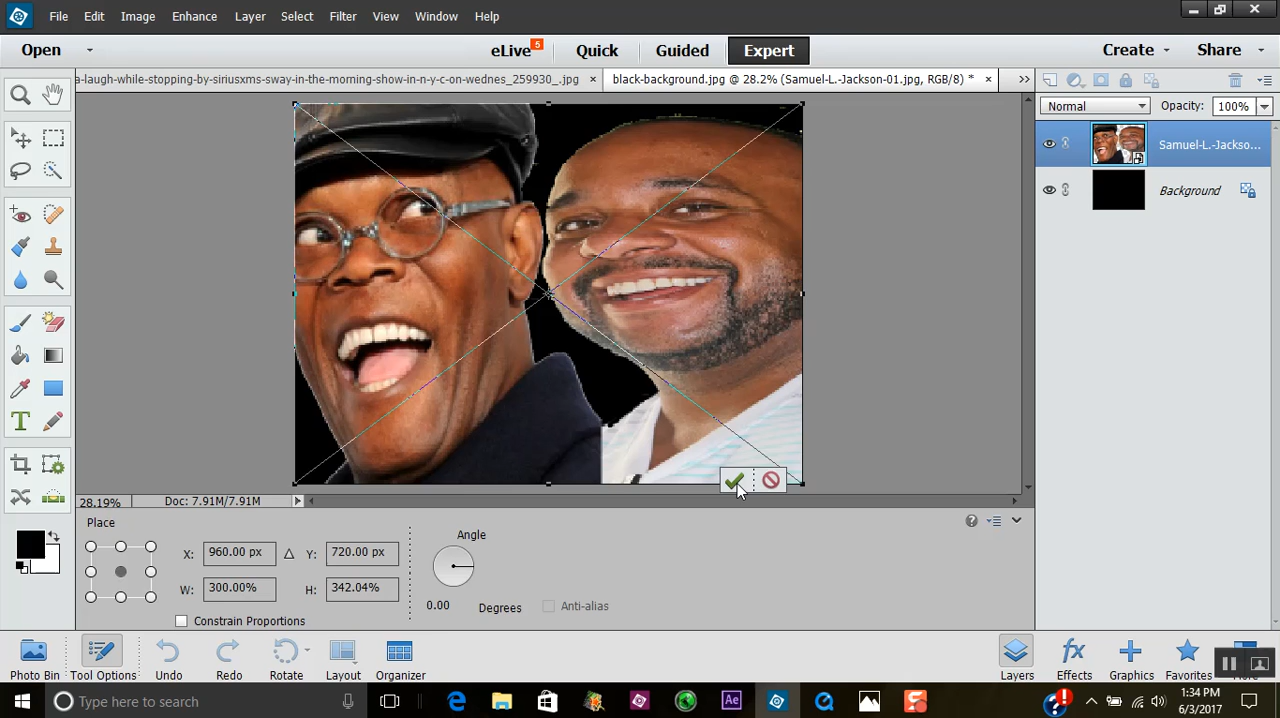 File Edit Image Enhance Layer Select Filter View Window Help
Open eLive 5 Quick Guided Expert Create Share
a-laugh-while-stopping-by-siriusxms-sway-in-the-morning-show-in-n-y-c-on-wednes_259930_.jpg × black-background.jpg @ 28.2% (Samuel-L.-Jackson-01.jpg, RGB/8) * ×
Normal Opacity: 100%
Samuel-L.-Jackso...
Background
28.19% Doc: 7.91M/7.91M
Place
Angle
X: 960.00 px Y: 720.00 px
W: 300.00% H: 342.04%
0.00 Degrees Anti-alias
Constrain Proportions
Photo Bin Tool Options Undo Redo Rotate Layout Organizer Layers Effects Graphics Favorites
Type here to search
Ae
1:34 PM
6/3/2017